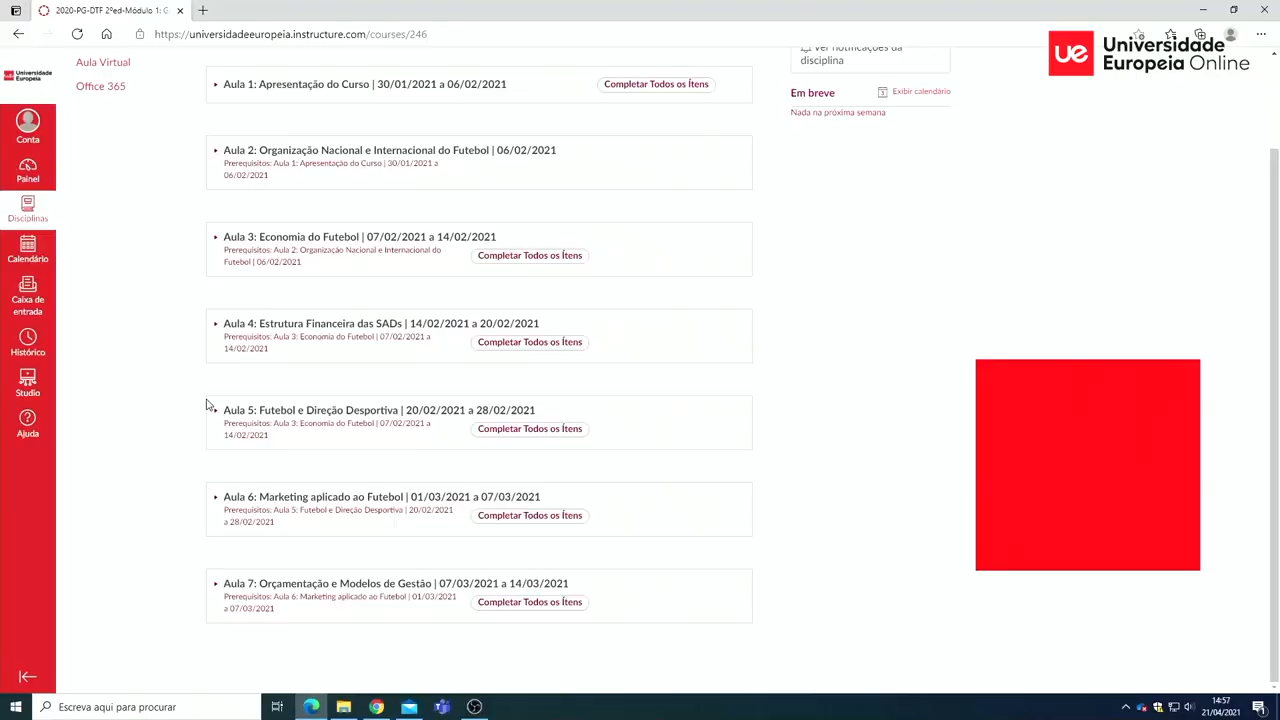 2020-PG-DTF 2ºed-Módulo 1: G
https://universidadeeuropeia.instructure.com/courses/246
ue Universidade
Europeia Online
Universidade
Europeia
Conta
Painel
Disciplinas
Calendário
Caixa de
entrada
Histórico
Studio
Ajuda
Aula Virtual
Office 365
Aula 1: Apresentação do Curso | 30/01/2021 a 06/02/2021
Completar Todos os Ítens
Aula 2: Organização Nacional e Internacional do Futebol | 06/02/2021
Prerequisitos: Aula 1: Apresentação do Curso | 30/01/2021 a
06/02/2021
Aula 3: Economia do Futebol | 07/02/2021 a 14/02/2021
Prerequisitos: Aula 2: Organização Nacional e Internacional do
Futebol | 06/02/2021
Completar Todos os Ítens
Aula 4: Estrutura Financeira das SADs | 14/02/2021 a 20/02/2021
Prerequisitos: Aula 3: Economia do Futebol | 07/02/2021 a
14/02/2021
Completar Todos os Ítens
Aula 5: Futebol e Direção Desportiva | 20/02/2021 a 28/02/2021
Prerequisitos: Aula 3: Economia do Futebol | 07/02/2021 a
14/02/2021
Completar Todos os Ítens
Aula 6: Marketing aplicado ao Futebol | 01/03/2021 a 07/03/2021
Prerequisitos: Aula 5: Futebol e Direção Desportiva | 20/02/2021
a 28/02/2021
Completar Todos os Ítens
Aula 7: Orçamentação e Modelos de Gestão | 07/03/2021 a 14/03/2021
Prerequisitos: Aula 6: Marketing aplicado ao Futebol | 01/03/2021
a 07/03/2021
Completar Todos os Ítens
Ver notificações da
disciplina
Em breve
Exibir calendário
Nada na próxima semana
Escreva aqui para procurar
14:57
21/04/2021